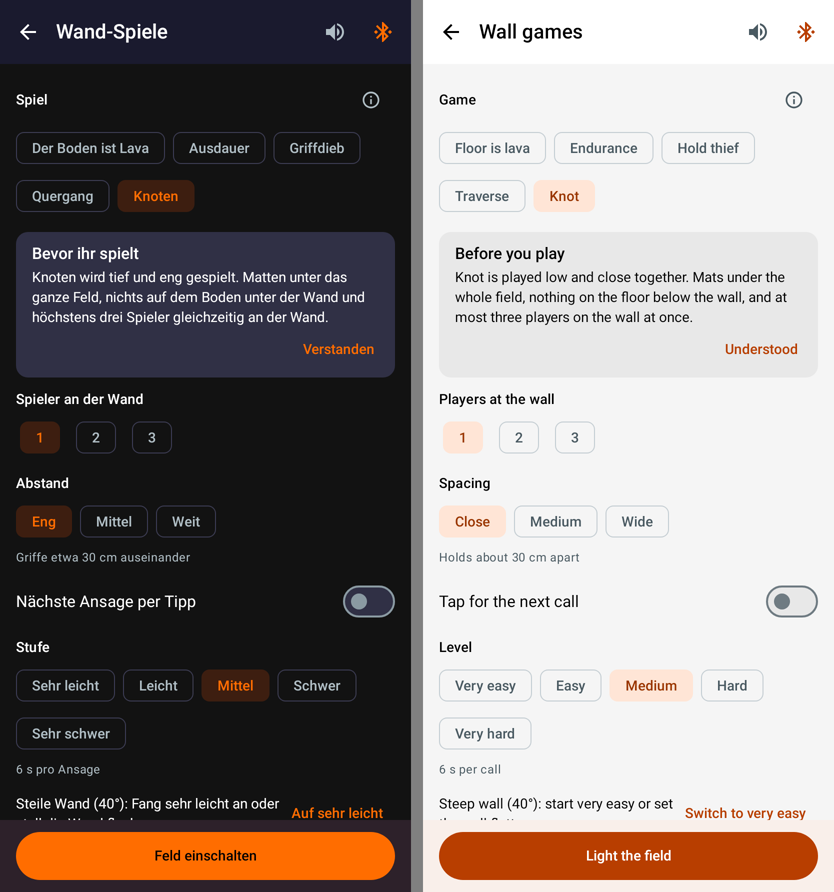 Wand-Spiele
Spiel
Der Boden ist Lava
Ausdauer
Griffdieb
Quergang
Knoten
Bevor ihr spielt
Knoten wird tief und eng gespielt. Matten unter das
ganze Feld, nichts auf dem Boden unter der Wand und
höchstens drei Spieler gleichzeitig an der Wand.
Verstanden
Spieler an der Wand
1
2
3
Abstand
Eng
Mittel
Weit
Griffe etwa 30 cm auseinander
Nächste Ansage per Tipp
Stufe
Sehr leicht
Leicht
Mittel
Schwer
Sehr schwer
6 s pro Ansage
Steile Wand (40°): Fang sehr leicht an oder
Auf sehr leicht
Feld einschalten
Wall games
Game
Floor is lava
Endurance
Hold thief
Traverse
Knot
Before you play
Knot is played low and close together. Mats under the
whole field, nothing on the floor below the wall, and at
most three players on the wall at once.
Understood
Players at the wall
1
2
3
Spacing
Close
Medium
Wide
Holds about 30 cm apart
Tap for the next call
Level
Very easy
Easy
Medium
Hard
Very hard
6 s per call
Steep wall (40°): start very easy or set
Switch to very easy
Light the field